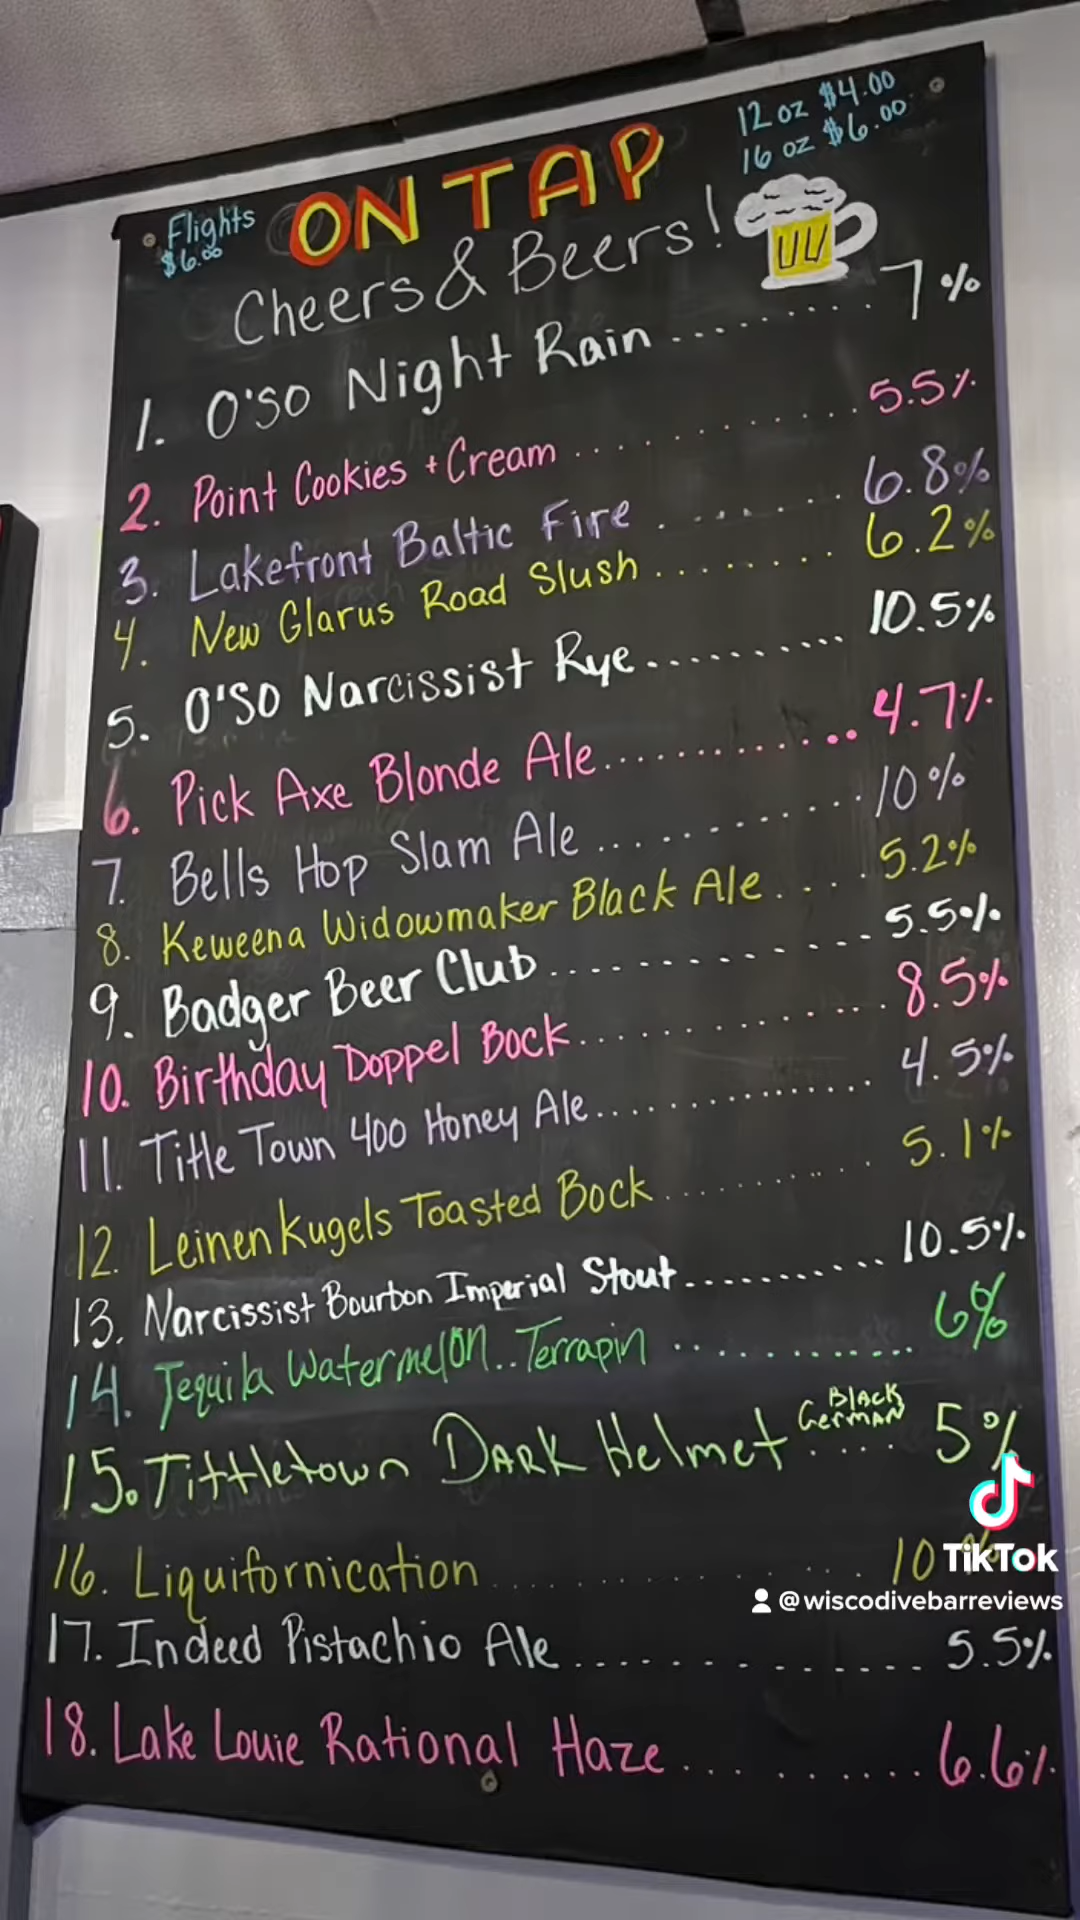 12 oz $4.00
16 oz $6.00
Flights
$6.00
ON TAP
Cheers & Beers!
1. O'so Night Rain ......... 7%
2. Point Cookies + Cream ............ 5.5%
3. Lakefront Baltic Fire ....... 6.8%
4. New Glarus Road Slush ........ 6.2%
5. O'SO Narcissist Rye .......... 10.5%
6. Pick Axe Blonde Ale ............ 4.7%
7. Bells Hop Slam Ale .......... 10%
8. Keweena Widowmaker Black Ale .... 5.2%
9. Badger Beer Club ............ 5.5%
10. Birthday Doppel Bock .............. 8.5%
11. Title Town 400 Honey Ale .............. 4.5%
12. Leinenkugels Toasted Bock ............ 5.1%
13. Narcissist Bourbon Imperial Stout ........... 10.5%
14. Tequila Watermelon..Terrapin ............ 6%
15. Tittletown Dark Helmet Black German .... 5%
16. Liquifornication ............... 10%
17. Indeed Pistachio Ale .............. 5.5%
18. Lake Louie Rational Haze .......... 6.6%
TikTok
@wiscodivebarreviews